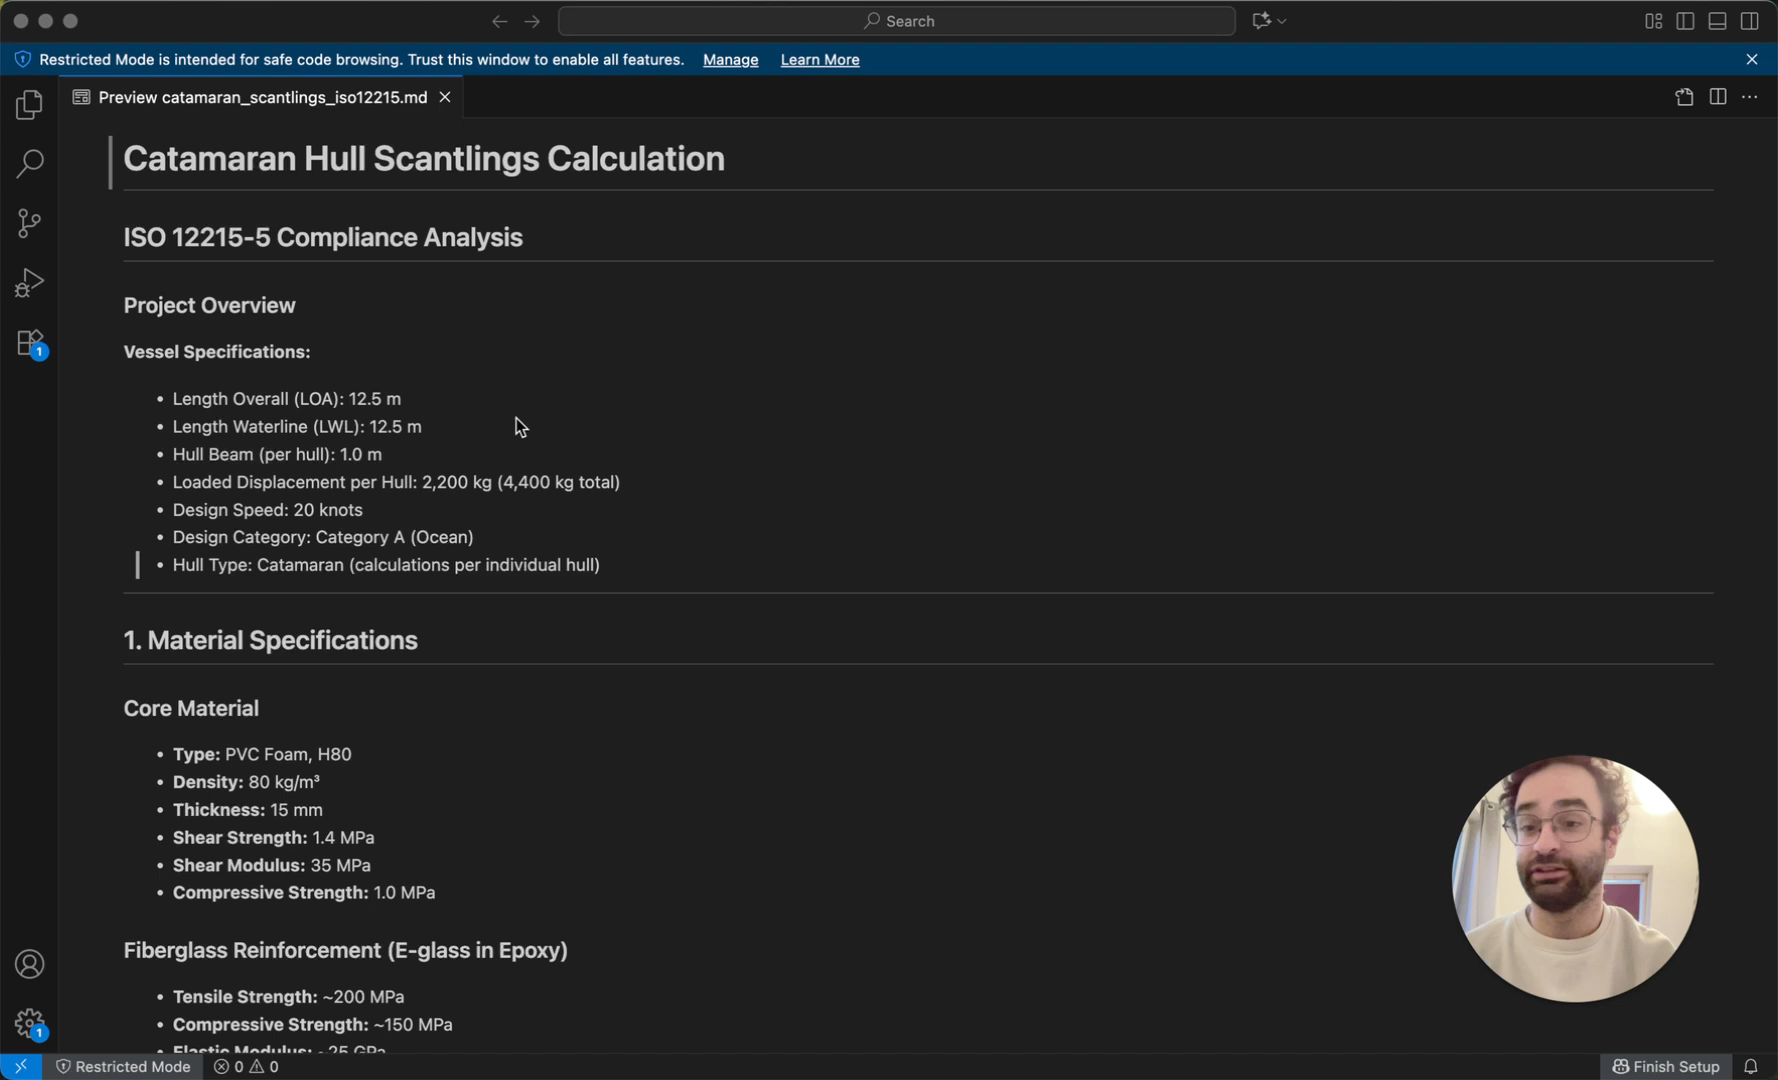 Search
Restricted Mode is intended for safe code browsing. Trust this window to enable all features. Manage Learn More
Preview catamaran_scantlings_iso12215.md
Catamaran Hull Scantlings Calculation
ISO 12215-5 Compliance Analysis
Project Overview
Vessel Specifications:
• Length Overall (LOA): 12.5 m
• Length Waterline (LWL): 12.5 m
• Hull Beam (per hull): 1.0 m
• Loaded Displacement per Hull: 2,200 kg (4,400 kg total)
• Design Speed: 20 knots
• Design Category: Category A (Ocean)
• Hull Type: Catamaran (calculations per individual hull)
1. Material Specifications
Core Material
• Type: PVC Foam, H80
• Density: 80 kg/m³
• Thickness: 15 mm
• Shear Strength: 1.4 MPa
• Shear Modulus: 35 MPa
• Compressive Strength: 1.0 MPa
Fiberglass Reinforcement (E-glass in Epoxy)
• Tensile Strength: ~200 MPa
• Compressive Strength: ~150 MPa
• Elastic Modulus: ~25 GPa
1
1
Restricted Mode 0 0 Finish Setup